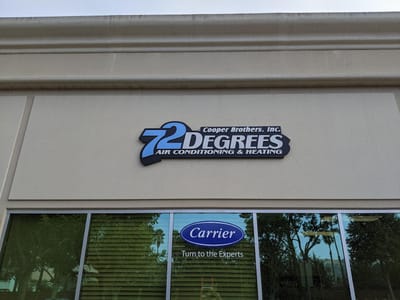 Cooper Brothers, Inc.
72 DEGREES
AIR CONDITIONING & HEATING
Carrier
Turn to the Experts